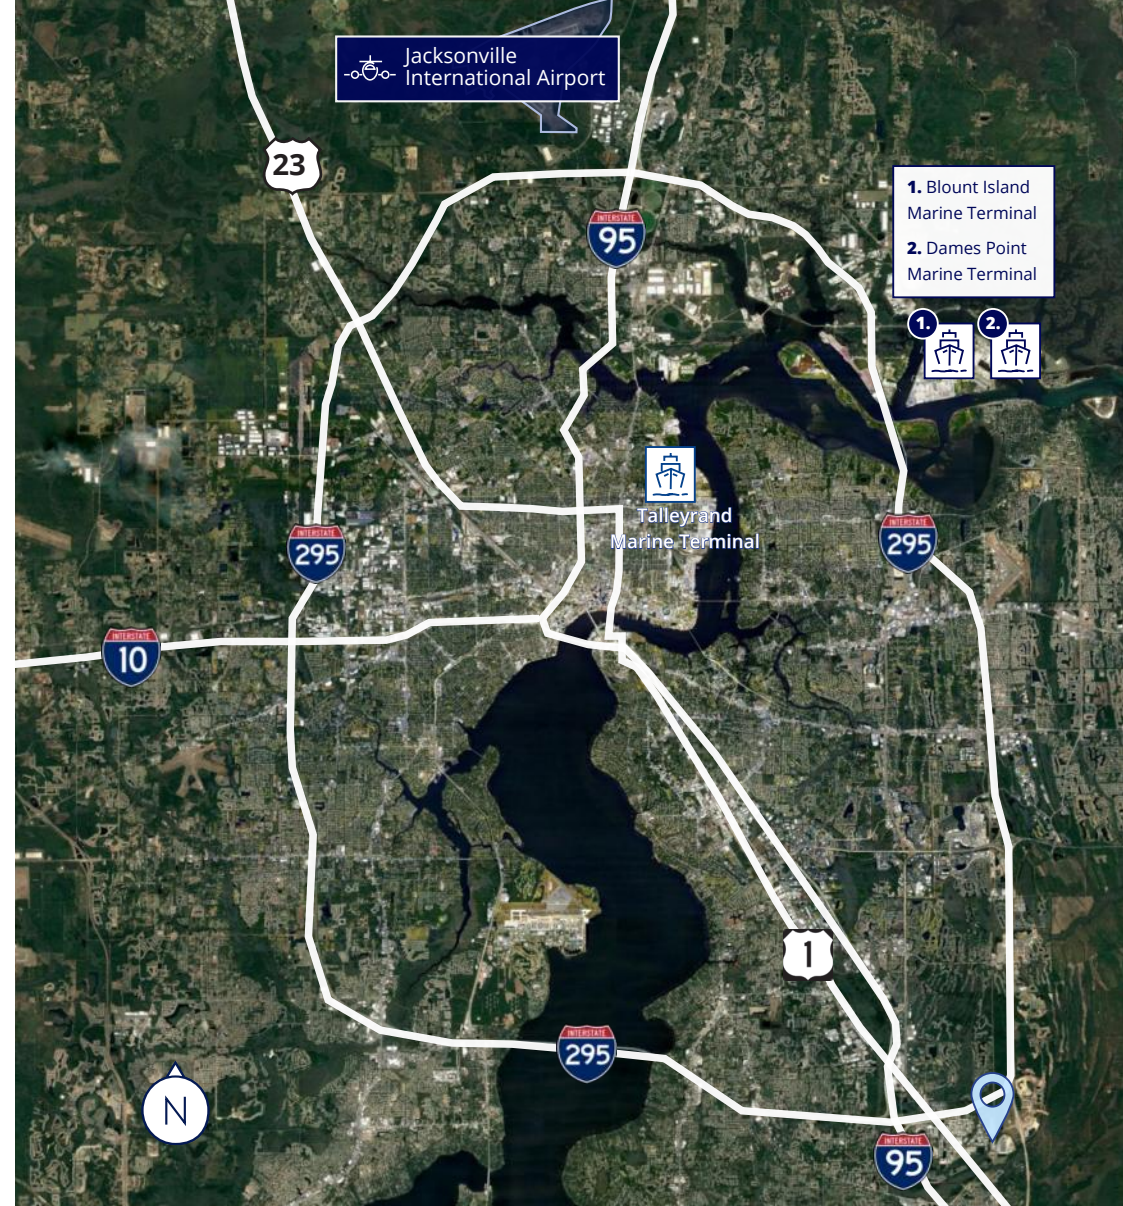 Jacksonville
International Airport
23
INTERSTATE
95
1. Blount Island
Marine Terminal
2. Dames Point
Marine Terminal
1.
2.
Talleyrand
Marine Terminal
INTERSTATE
295
INTERSTATE
295
INTERSTATE
10
1
INTERSTATE
295
N
INTERSTATE
95